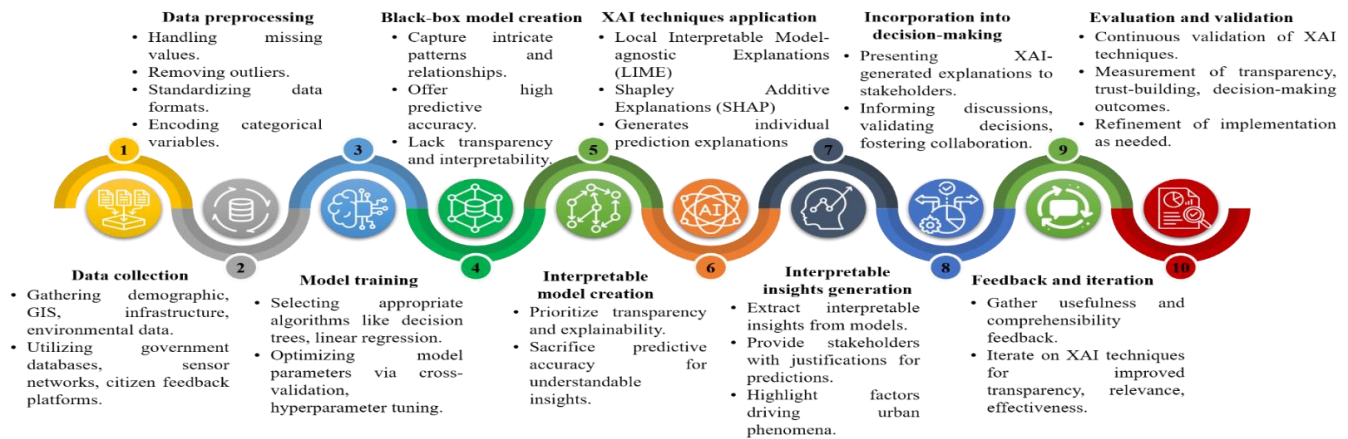 Data preprocessing
• Handling missing
values.
• Removing outliers.
• Standardizing data
formats.
• Encoding categorical
variables.
Black-box model creation
• Capture intricate
patterns and
relationships.
• Offer high
predictive
accuracy.
• Lack transparency
and interpretability.
XAI techniques application
• Local Interpretable Model-
agnostic Explanations
(LIME)
• Shapley Additive
Explanations (SHAP)
• Generates individual
prediction explanations
Incorporation into
decision-making
• Presenting XAI-
generated explanations to
stakeholders.
• Informing discussions,
validating decisions,
fostering collaboration.
Evaluation and validation
• Continuous validation of XAI
techniques.
• Measurement of transparency,
trust-building, decision-making
outcomes.
• Refinement of implementation
as needed.
1
3
5
7
9
AI
2
4
6
8
10
Data collection
• Gathering demographic,
GIS, infrastructure,
environmental data.
• Utilizing government
databases, sensor
networks, citizen feedback
platforms.
Model training
• Selecting appropriate
algorithms like decision
trees, linear regression.
• Optimizing model
parameters via cross-
validation,
hyperparameter tuning.
Interpretable
model creation
• Prioritize transparency
and explainability.
• Sacrifice predictive
accuracy for
understandable
insights.
Interpretable
insights generation
• Extract interpretable
insights from models.
• Provide stakeholders
with justifications for
predictions.
• Highlight factors
driving urban
phenomena.
Feedback and iteration
• Gather usefulness and
comprehensibility
feedback.
• Iterate on XAI techniques
for improved
transparency, relevance,
effectiveness.